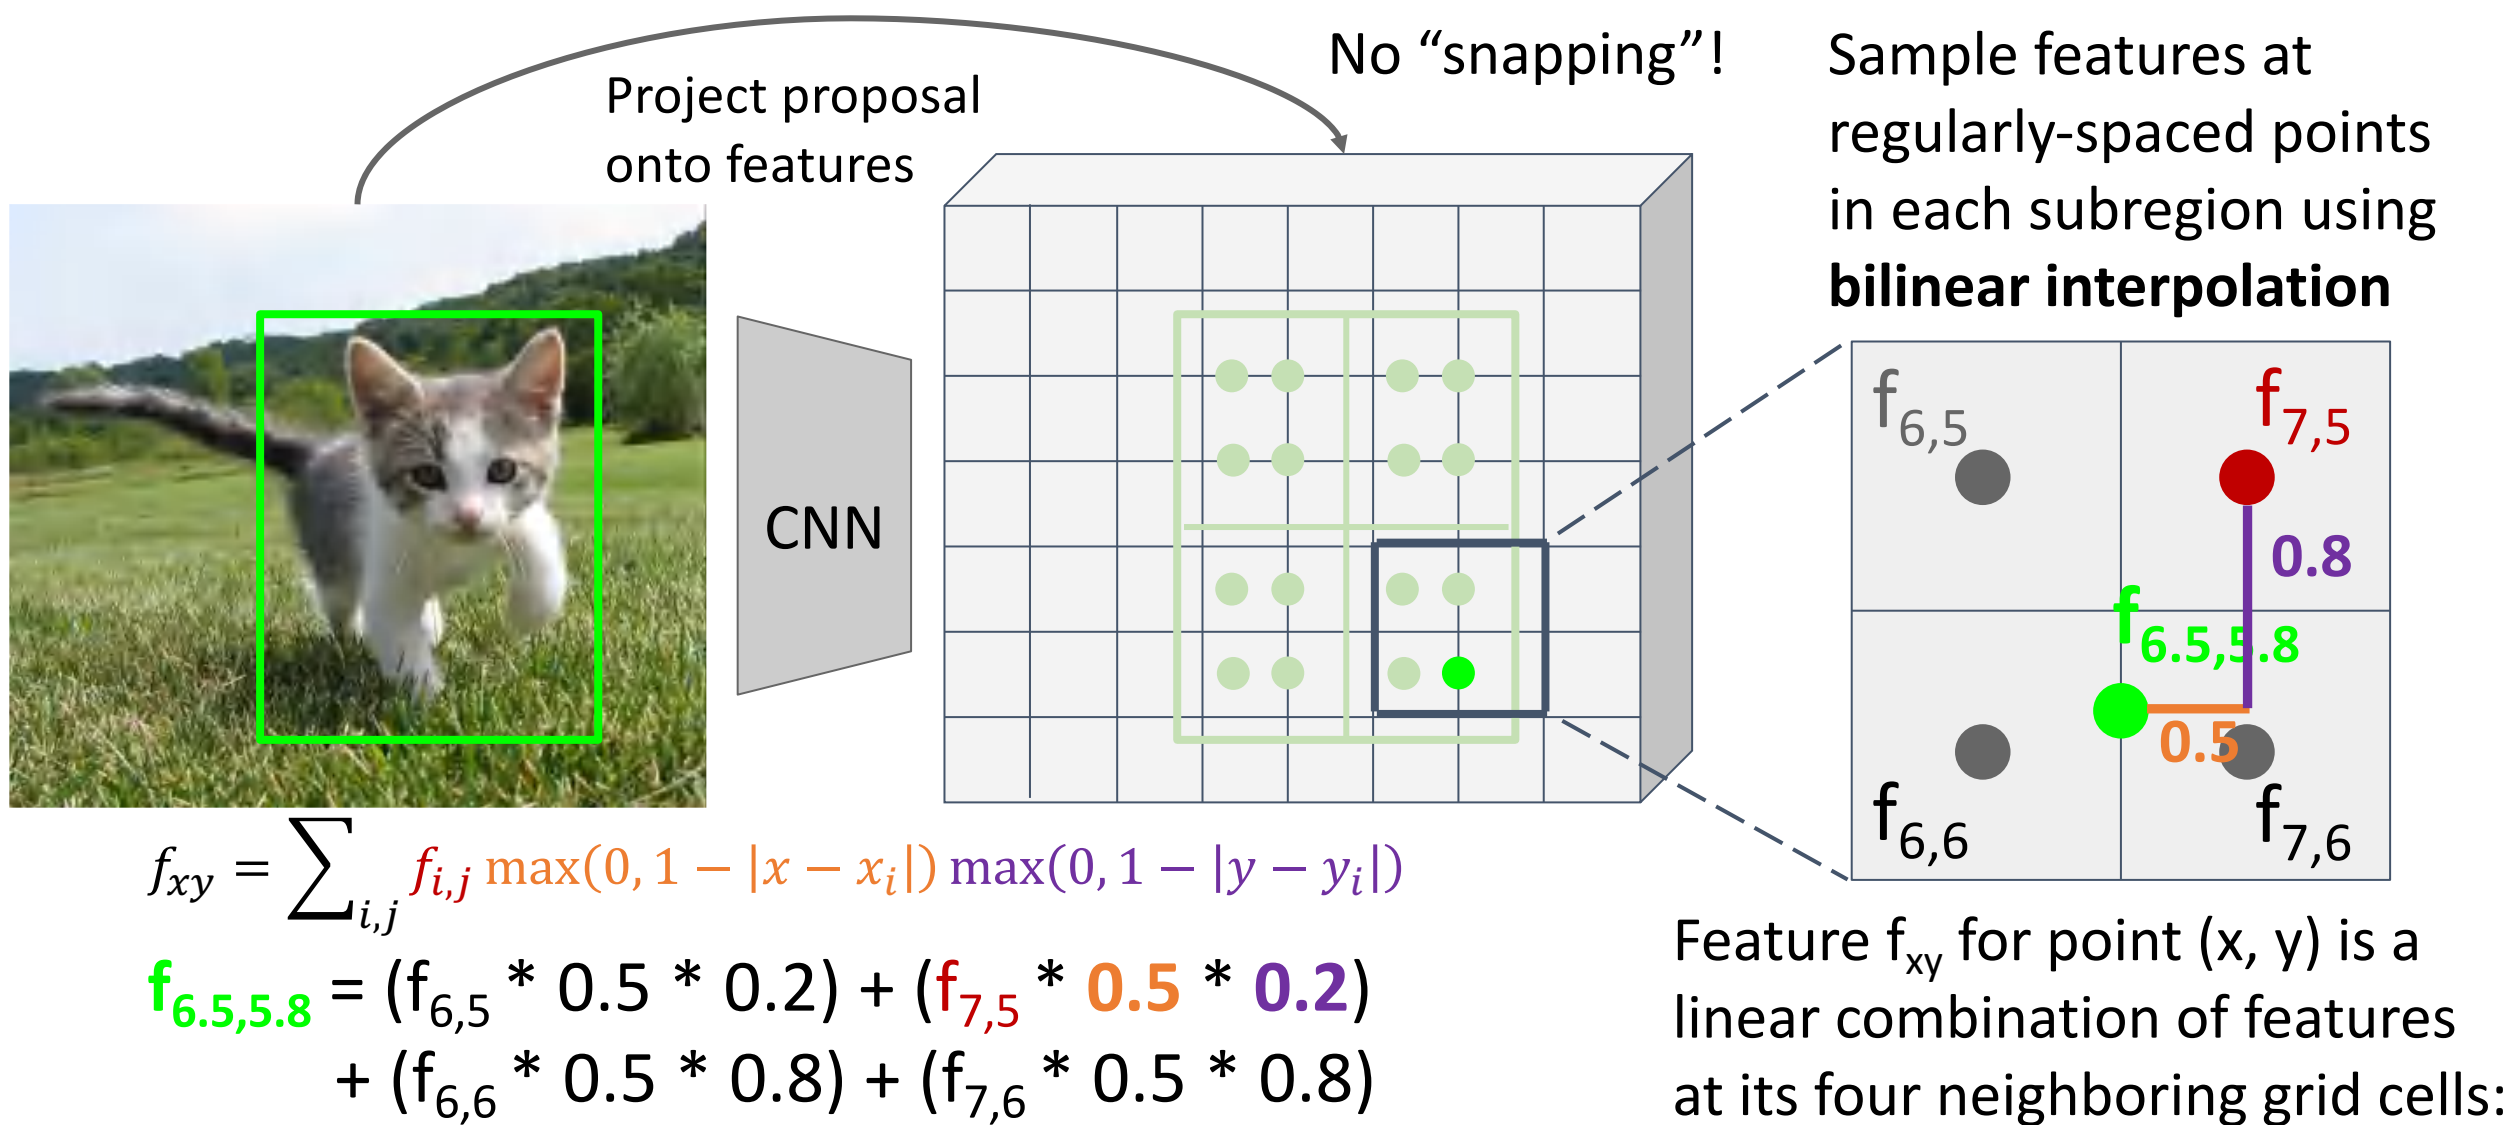 Project proposal
onto features
No “snapping”!
Sample features at
regularly-spaced points
in each subregion using
bilinear interpolation
CNN
f6,5
f7,5
0.8
f6.5,5.8
0.5
f6,6
f7,6
fxy = ∑i,j fi,j max(0, 1 − |x − xi|) max(0, 1 − |y − yi|)
f6.5,5.8 = (f6,5 * 0.5 * 0.2) + (f7,5 * 0.5 * 0.2)
+ (f6,6 * 0.5 * 0.8) + (f7,6 * 0.5 * 0.8)
Feature fxy for point (x, y) is a
linear combination of features
at its four neighboring grid cells: